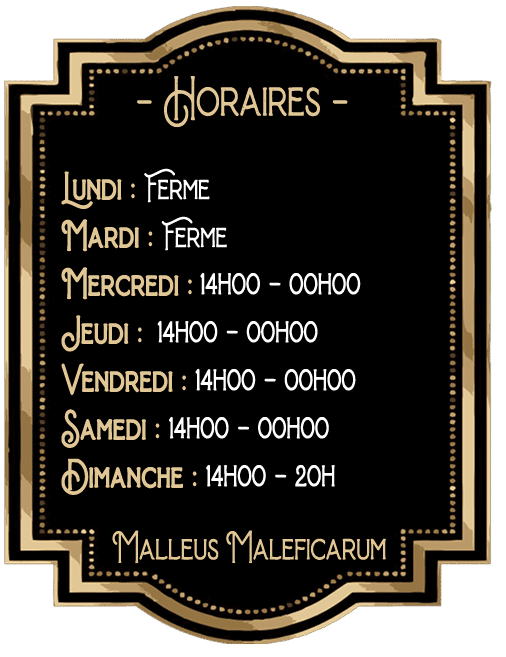 - Horaires -
Lundi : Ferme
Mardi : Ferme
Mercredi : 14h00 - 00h00
Jeudi : 14h00 - 00h00
Vendredi : 14h00 - 00h00
Samedi : 14h00 - 00h00
Dimanche : 14h00 - 20h
Malleus Maleficarum